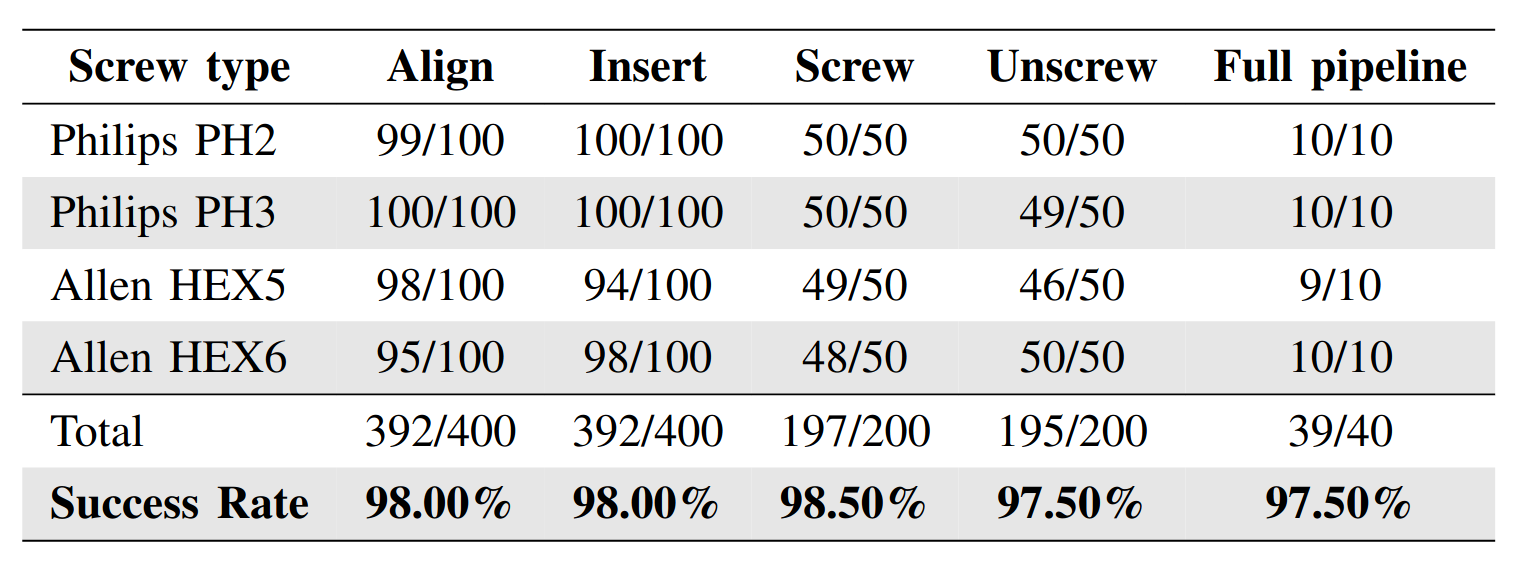 Screw type Align Insert Screw Unscrew Full pipeline
Philips PH2 99/100 100/100 50/50 50/50 10/10
Philips PH3 100/100 100/100 50/50 49/50 10/10
Allen HEX5 98/100 94/100 49/50 46/50 9/10
Allen HEX6 95/100 98/100 48/50 50/50 10/10
Total 392/400 392/400 197/200 195/200 39/40
Success Rate 98.00% 98.00% 98.50% 97.50% 97.50%